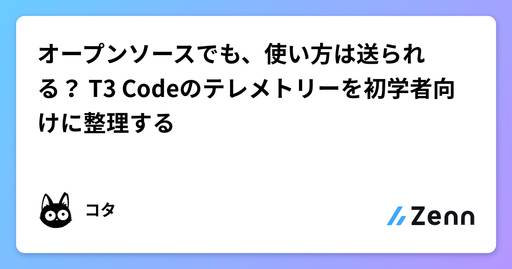 オープンソースでも、使い方は送られ
る？ T3 Codeのテレメトリーを初学者向
けに整理する
コタ
Zenn